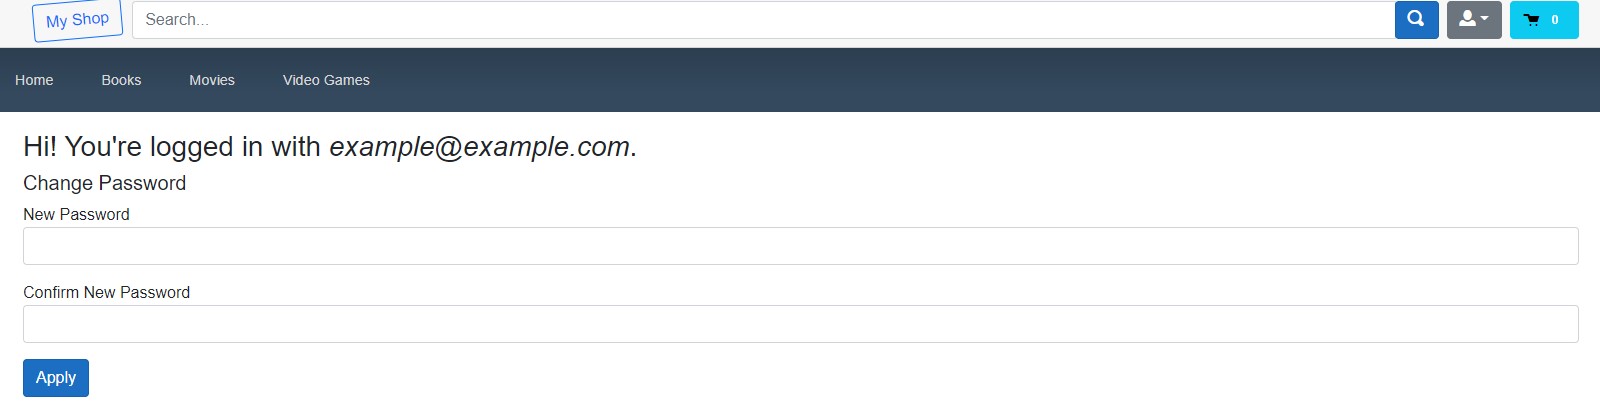 My Shop Search... 0
Home Books Movies Video Games
Hi! You're logged in with example@example.com.
Change Password
New Password
Confirm New Password
Apply